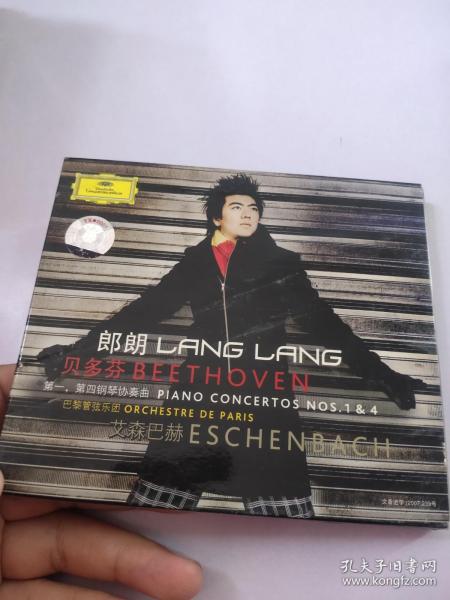 Deutsche
Grammophon
郎朗 LANG LANG
贝多芬 BEETHOVEN
第一，第四钢琴协奏曲 PIANO CONCERTOS NOS. 1 & 4
巴黎管弦乐团 ORCHESTRE DE PARIS
艾森巴赫 ESCHENBACH
孔夫子旧书网
www.kongfz.com